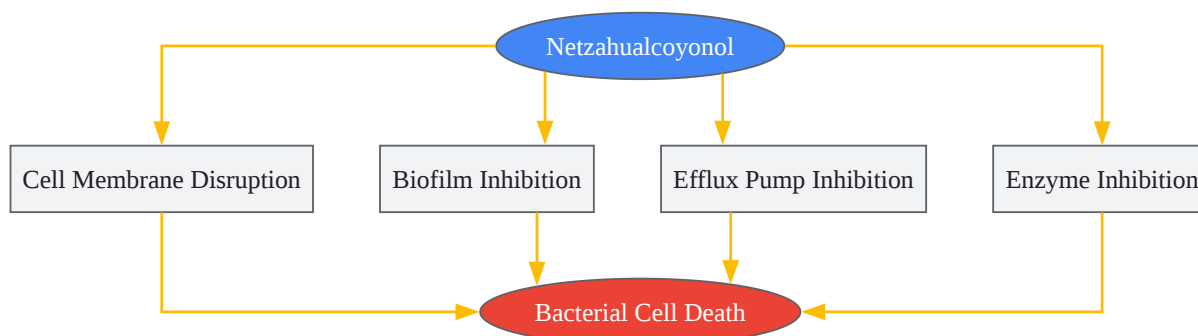 Netzahualcoyonol
Cell Membrane Disruption
Biofilm Inhibition
Efflux Pump Inhibition
Enzyme Inhibition
Bacterial Cell Death